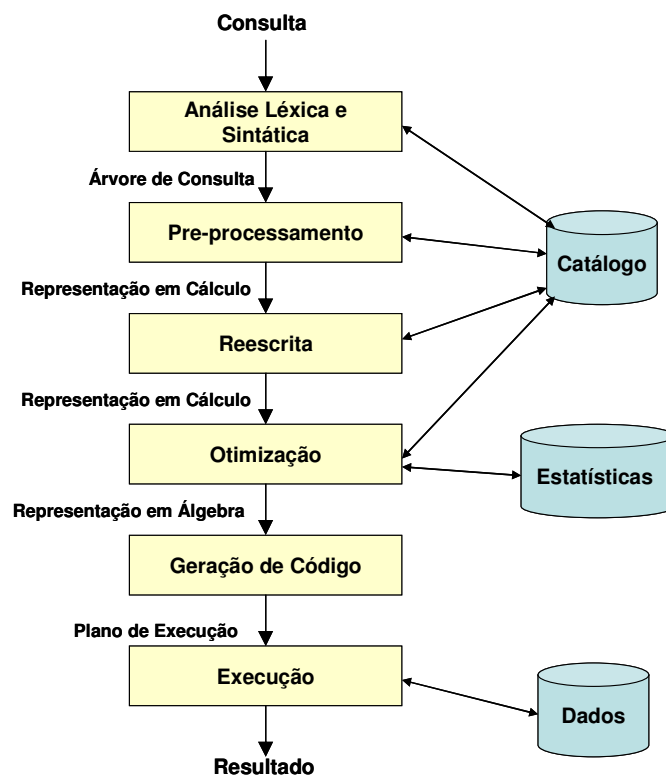 Consulta
Análise Léxica e
Sintática
Árvore de Consulta
Pre-processamento
Catálogo
Representação em Cálculo
Reescrita
Representação em Cálculo
Otimização
Estatísticas
Representação em Álgebra
Geração de Código
Plano de Execução
Execução
Dados
Resultado